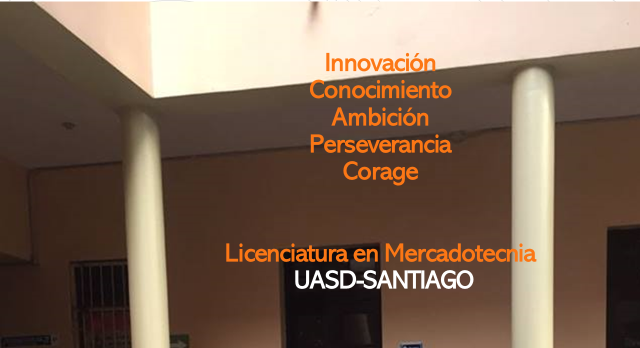 Innovación
Conocimiento
Ambición
Perseverancia
Corage
Licenciatura en Mercadotecnia
UASD-SANTIAGO